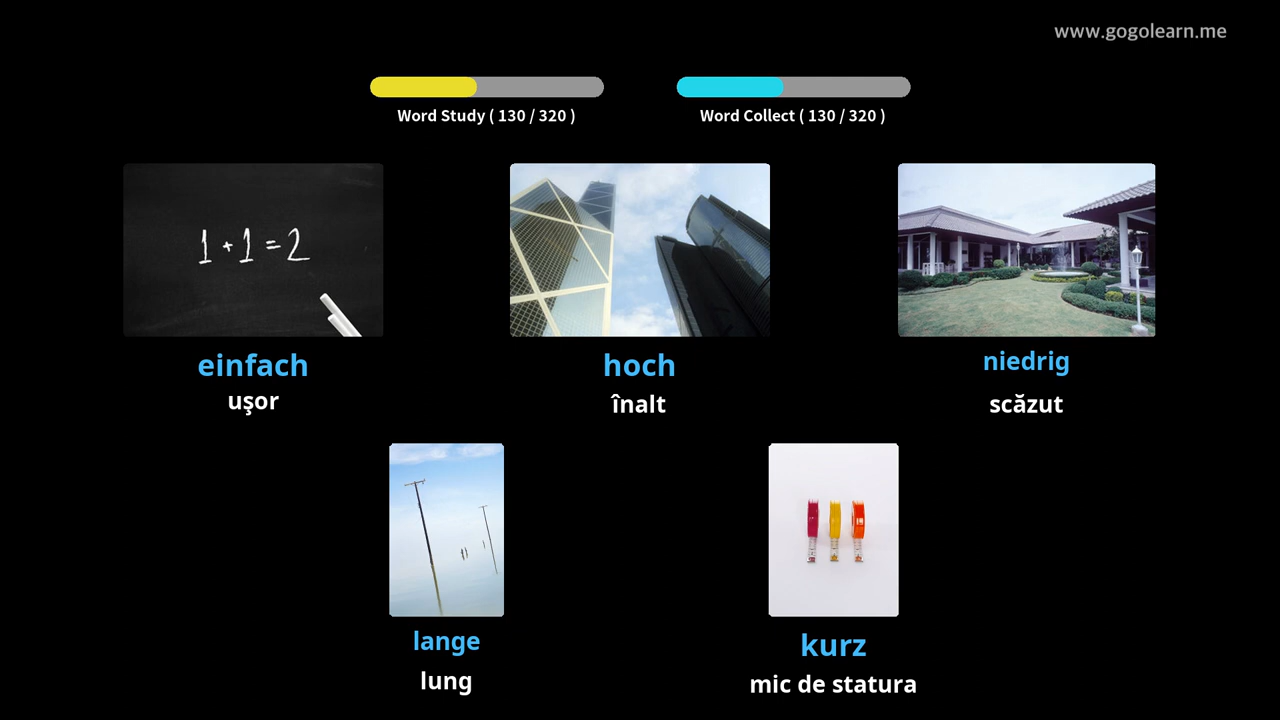 www.gogolearn.me
Word Study ( 130 / 320 )
Word Collect ( 130 / 320 )
1 + 1 = 2
einfach
uşor
hoch
înalt
niedrig
scăzut
lange
lung
kurz
mic de statura